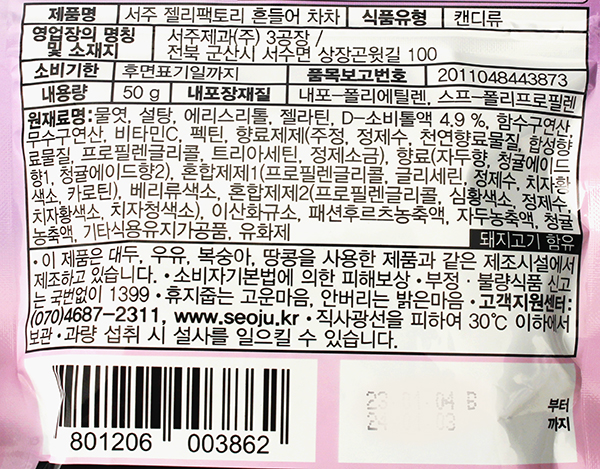 제품명 서주 젤리팩토리 흔들어 차차 식품유형 캔디류
영업장의 명칭 및 소재지 서주제과(주) 3공장 /
전북 군산시 서수면 상장곤윗길 100
소비기한 후면표기일까지 품목보고번호 2011048443873
내용량 50 g 내포장재질 내포-폴리에틸렌, 스프-폴리프로필렌
원재료명:물엿, 설탕, 에리스리톨, 젤라틴, D-소비톨액 4.9 %, 함수구연산,
무수구연산, 비타민C, 펙틴, 향료제제(주정, 정제수, 천연향료물질, 합성향
료물질, 프로필렌글리콜, 트리아세틴, 정제소금), 향료(자두향, 청귤에이드
향1, 청귤에이드향2), 혼합제제1(프로필렌글리콜, 글리세린, 정제수, 치자황
색소, 카로틴), 베리류색소, 혼합제제2(프로필렌글리콜, 심황색소, 정제수,
치자황색소, 치자청색소), 이산화규소, 패션후르츠농축액, 자두농축액, 청귤
농축액, 기타식용유지가공품, 유화제
돼지고기 함유
• 이 제품은 대두, 우유, 복숭아, 땅콩을 사용한 제품과 같은 제조시설에서
제조하고 있습니다. •소비자기본법에 의한 피해보상 •부정 · 불량식품 신고
는 국번없이 1399 •휴지줍는 고운마음, 안버리는 밝은마음 •고객지원센터:
(070)4687-2311, www.seoju.kr •직사광선을 피하여 30℃ 이하에서
보관 •과량 섭취 시 설사를 일으킬 수 있습니다.
04 B 부터
03 까지
801206 003862